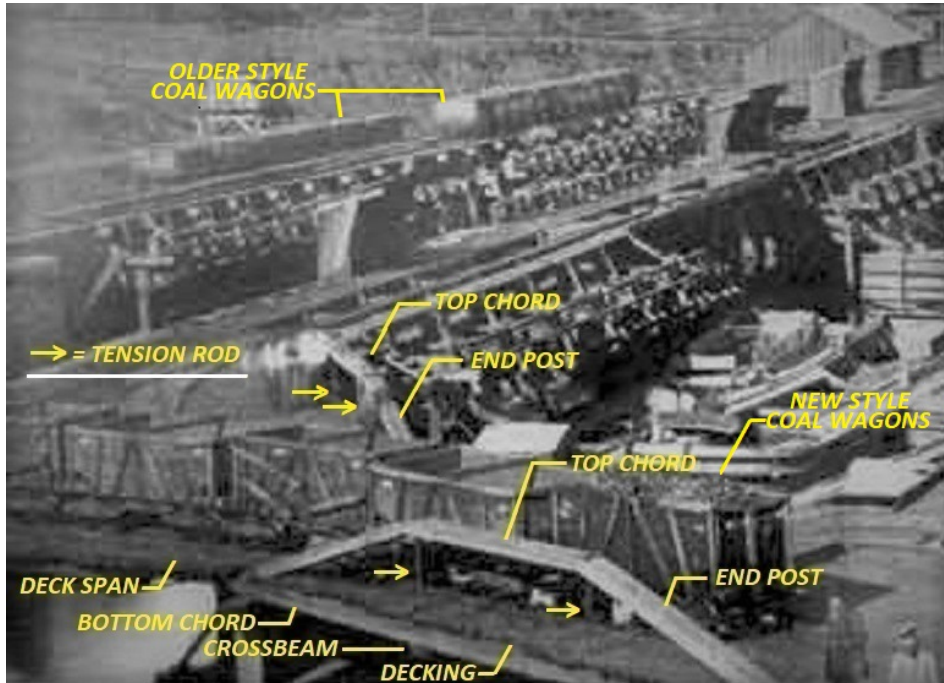 OLDER STYLE
COAL WAGONS
TOP CHORD
= TENSION ROD
END POST
NEW STYLE
COAL WAGONS
TOP CHORD
DECK SPAN
END POST
BOTTOM CHORD
CROSSBEAM
DECKING